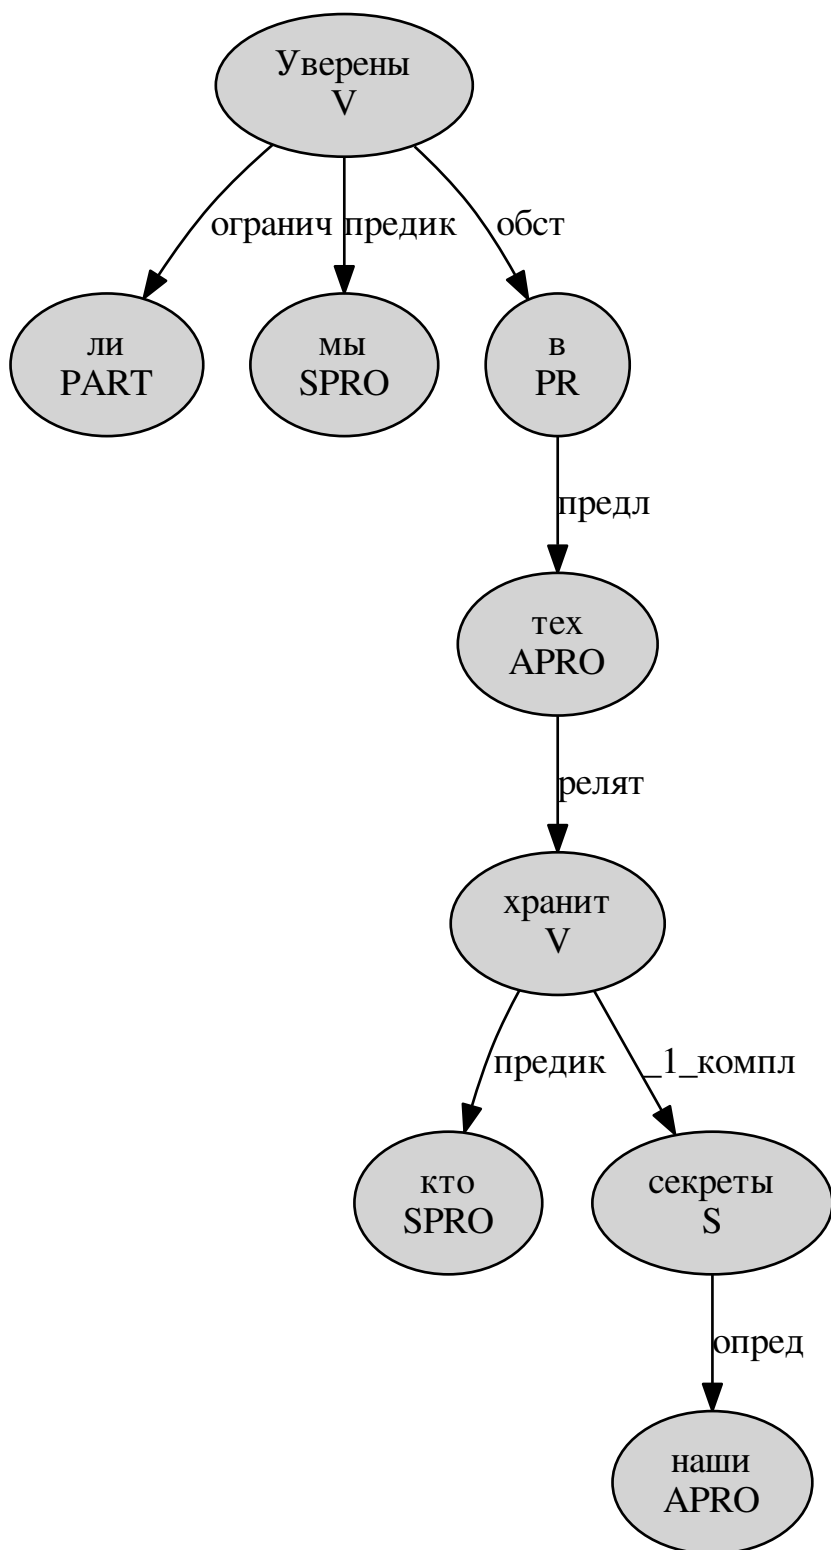 Уверены
V
огранич
предик
обст
ли
PART
мы
SPRO
в
PR
предл
тех
APRO
релят
хранит
V
предик
_1_компл
кто
SPRO
секреты
S
опред
наши
APRO